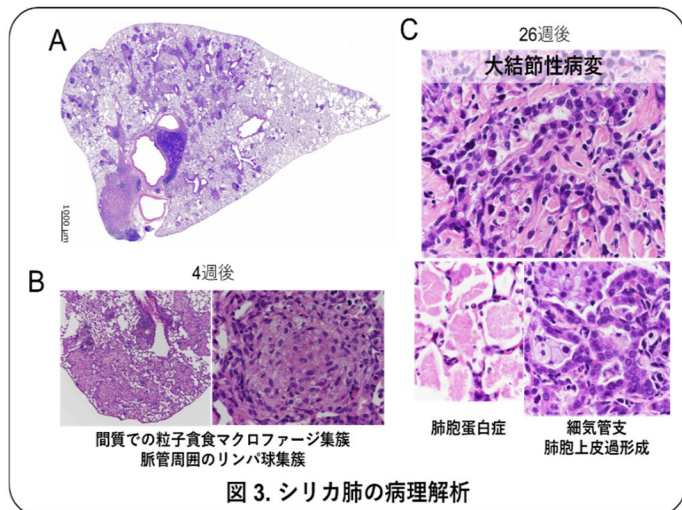 A
1000 μm
B
4週後
間質での粒子貪食マクロファージ集簇
脈管周囲のリンパ球集簇
C
26週後
大結節性病変
肺胞蛋白症
細気管支
肺胞上皮過形成
図 3. シリカ肺の病理解析